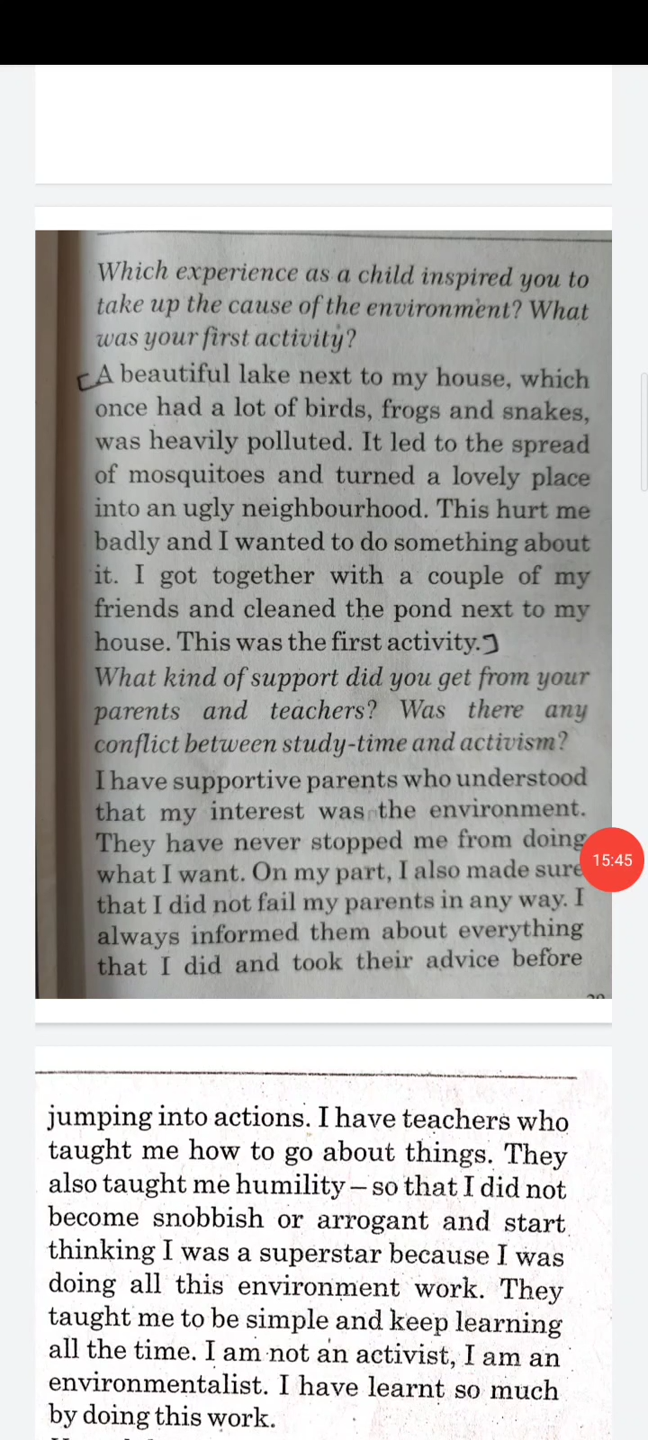 Which experience as a child inspired you to
take up the cause of the environment? What
was your first activity?
A beautiful lake next to my house, which
once had a lot of birds, frogs and snakes,
was heavily polluted. It led to the spread
of mosquitoes and turned a lovely place
into an ugly neighbourhood. This hurt me
badly and I wanted to do something about
it. I got together with a couple of my
friends and cleaned the pond next to my
house. This was the first activity.
What kind of support did you get from your
parents and teachers? Was there any
conflict between study-time and activism?
I have supportive parents who understood
that my interest was the environment.
They have never stopped me from doing
what I want. On my part, I also made sure
that I did not fail my parents in any way. I
always informed them about everything
that I did and took their advice before
15:45
jumping into actions. I have teachers who
taught me how to go about things. They
also taught me humility – so that I did not
become snobbish or arrogant and start
thinking I was a superstar because I was
doing all this environment work. They
taught me to be simple and keep learning
all the time. I am not an activist, I am an
environmentalist. I have learnt so much
by doing this work.